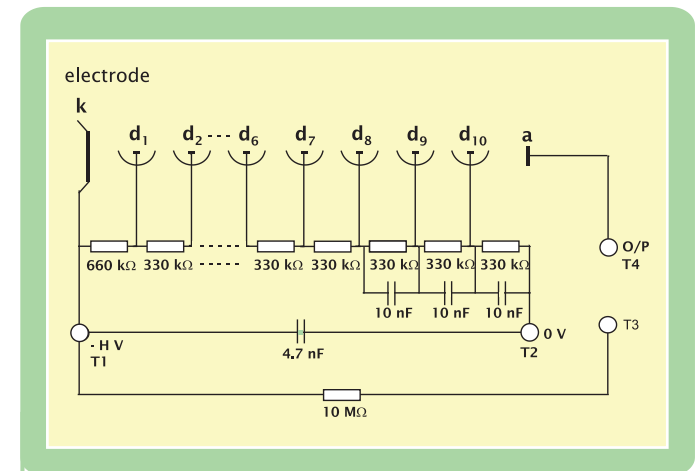 electrode
k
d1 d2 ---- d6 d7 d8 d9 d10 a
O/P
T4
660 kΩ 330 kΩ ----- 330 kΩ 330 kΩ 330 kΩ 330 kΩ 330 kΩ
10 nF 10 nF 10 nF
T3
- H V
T1
4.7 nF
0 V
T2
10 MΩ